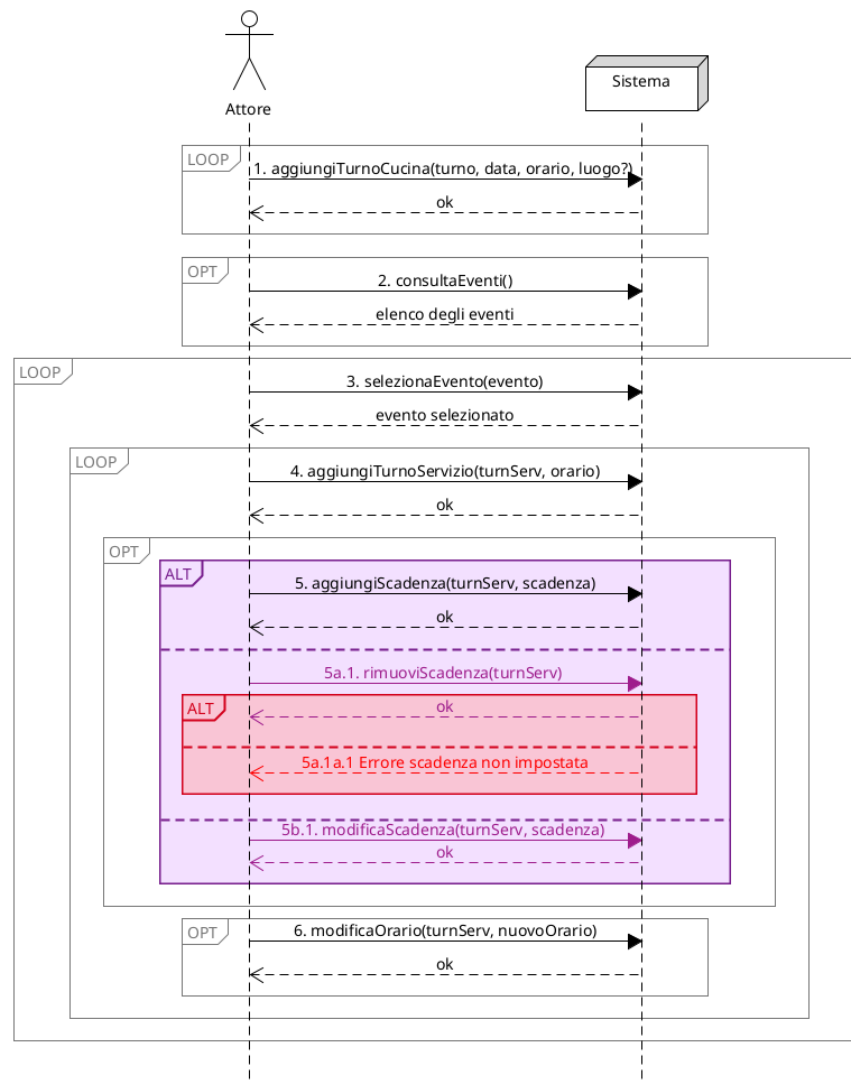 Attore
Sistema
LOOP
1. aggiungiTurnoCucina(turno, data, orario, luogo?)
ok
OPT
2. consultaEventi()
elenco degli eventi
LOOP
3. selezionaEvento(evento)
evento selezionato
LOOP
4. aggiungiTurnoServizio(turnServ, orario)
ok
OPT
ALT
5. aggiungiScadenza(turnServ, scadenza)
ok
5a.1. rimuoviScadenza(turnServ)
ALT
ok
5a.1a.1 Errore scadenza non impostata
5b.1. modificaScadenza(turnServ, scadenza)
ok
OPT
6. modificaOrario(turnServ, nuovoOrario)
ok